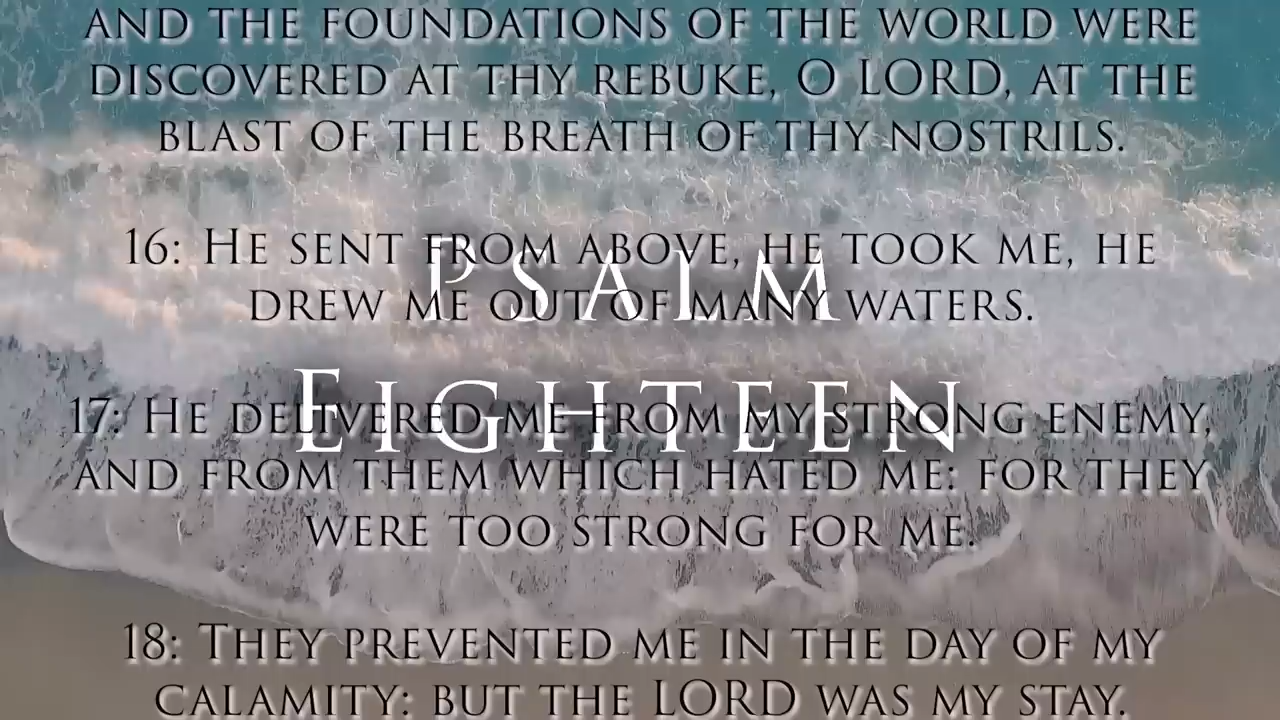 AND THE FOUNDATIONS OF THE WORLD WERE
DISCOVERED AT THY REBUKE, O LORD, AT THE
BLAST OF THE BREATH OF THY NOSTRILS.
16: HE SENT FROM ABOVE, HE TOOK ME, HE
DREW ME OUT OF MANY WATERS.
PSALM
EIGHTEEN
17: HE DELIVERED ME FROM MY STRONG ENEMY,
AND FROM THEM WHICH HATED ME: FOR THEY
WERE TOO STRONG FOR ME.
18: THEY PREVENTED ME IN THE DAY OF MY
CALAMITY: BUT THE LORD WAS MY STAY.